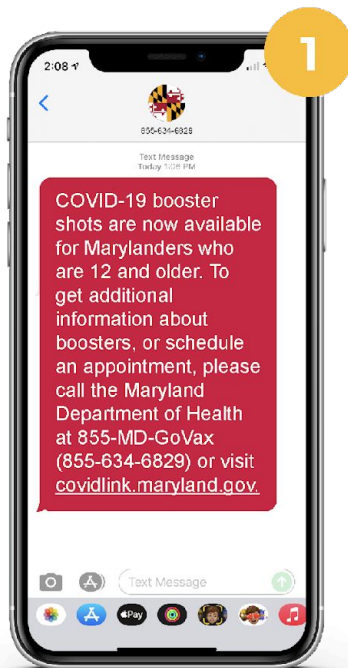 1
2:08
855-634-6829
Text Message
Today 1:08 PM
COVID-19 booster
shots are now available
for Marylanders who
are 12 and older. To
get additional
information about
boosters, or schedule
an appointment, please
call the Maryland
Department of Health
at 855-MD-GoVax
(855-634-6829) or visit
covidlink.maryland.gov.
Text Message
Pay